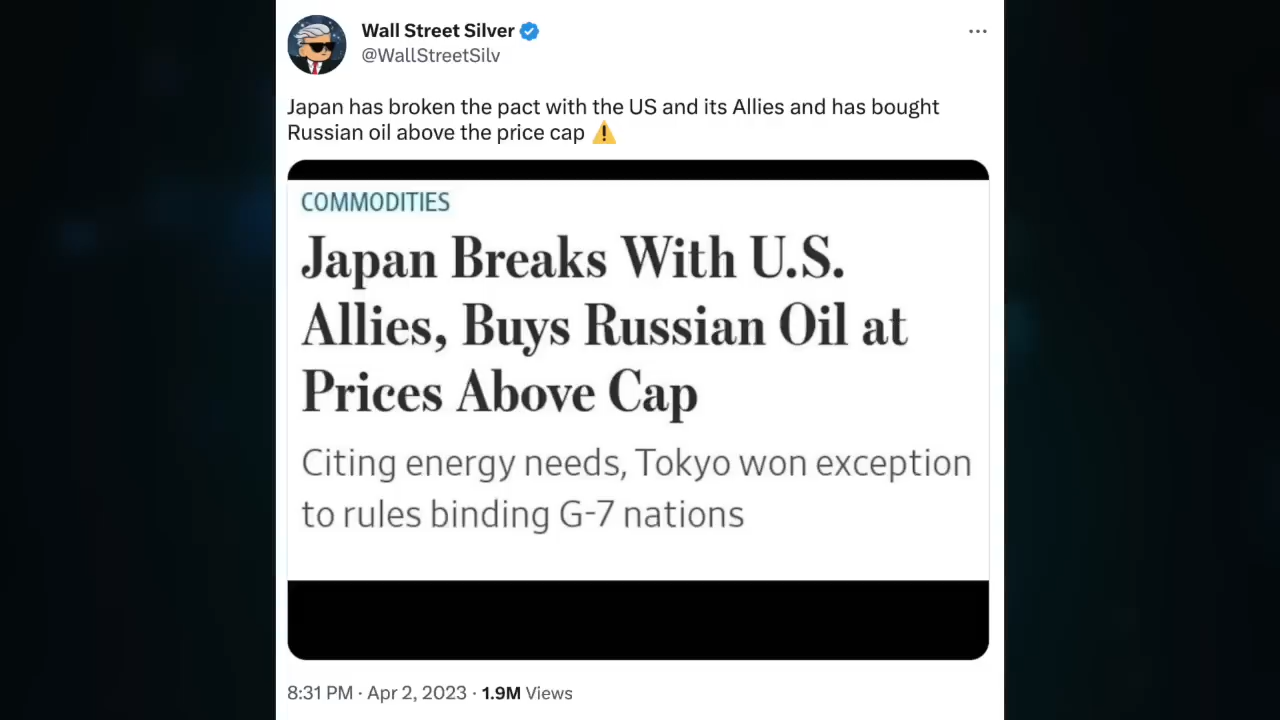 Wall Street Silver
@WallStreetSilv
Japan has broken the pact with the US and its Allies and has bought
Russian oil above the price cap ⚠️
COMMODITIES
Japan Breaks With U.S.
Allies, Buys Russian Oil at
Prices Above Cap
Citing energy needs, Tokyo won exception
to rules binding G-7 nations
8:31 PM · Apr 2, 2023 · 1.9M Views